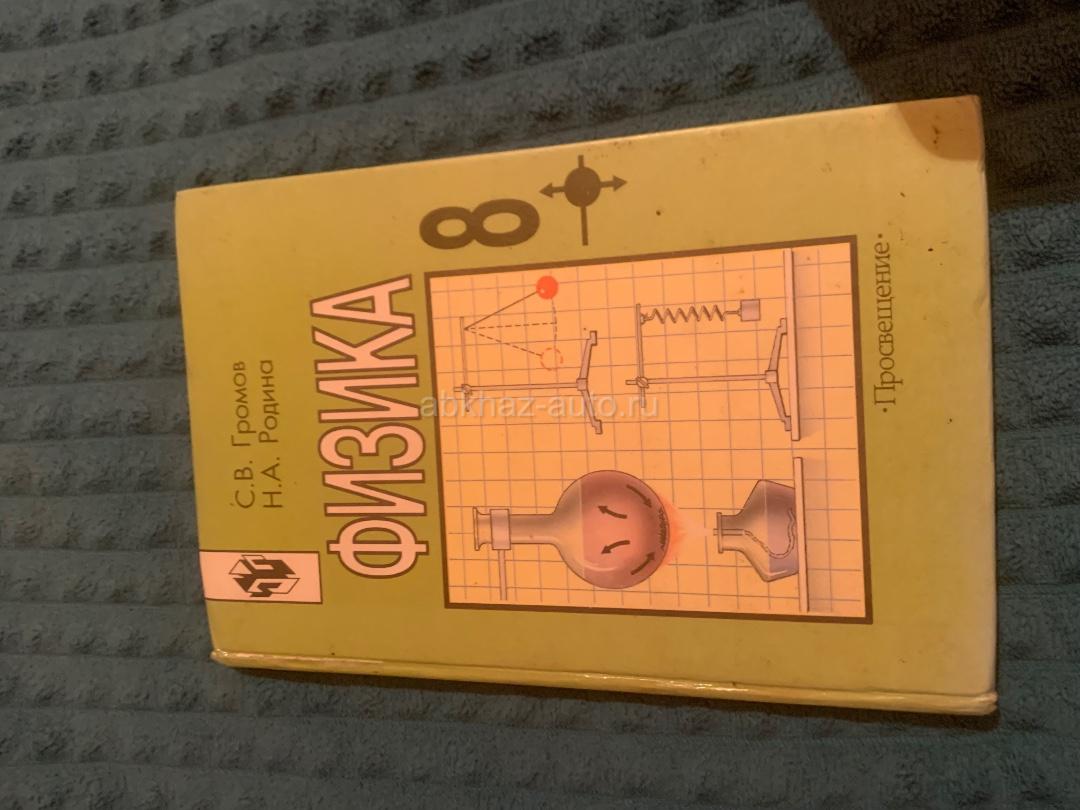 С.В. Громов
Н.А. Родина
ФИЗИКА
8
·Просвещение·
abkhaz-auto.ru